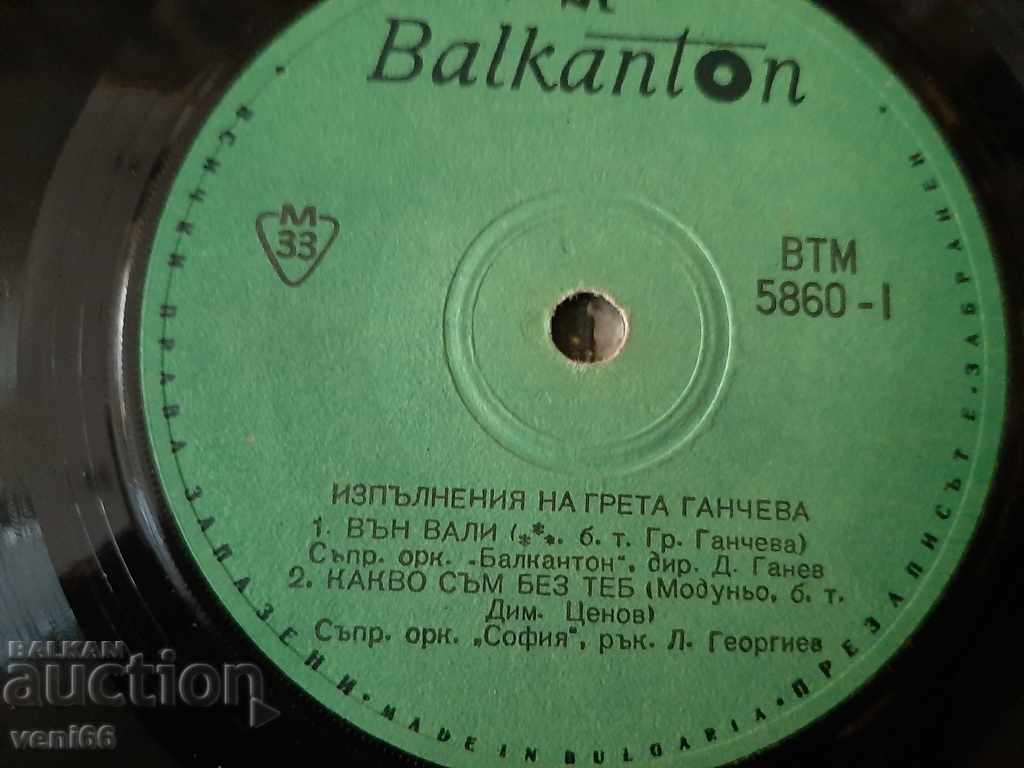 Balkanton
М
33
ВТМ
5860-I
ИЗПЪЛНЕНИЯ НА ГРЕТА ГАНЧЕВА
1. ВЪН ВАЛИ (***. б. т. Гр. Ганчева)
Съпр. орк. „Балкантон", дир. Д. Ганев
2. КАКВО СЪМ БЕЗ ТЕБ (Модуньо, б. т.
Дим. Ценов)
Съпр. орк. „София", рък. Л. Георгиев
ВСИЧКИ ПРАВА ЗАПАЗЕНИ · MADE IN BULGARIA · ПРЕЗАПИСЪТ Е ЗАБРАНЕН ·
BALKAN
auction
veni66